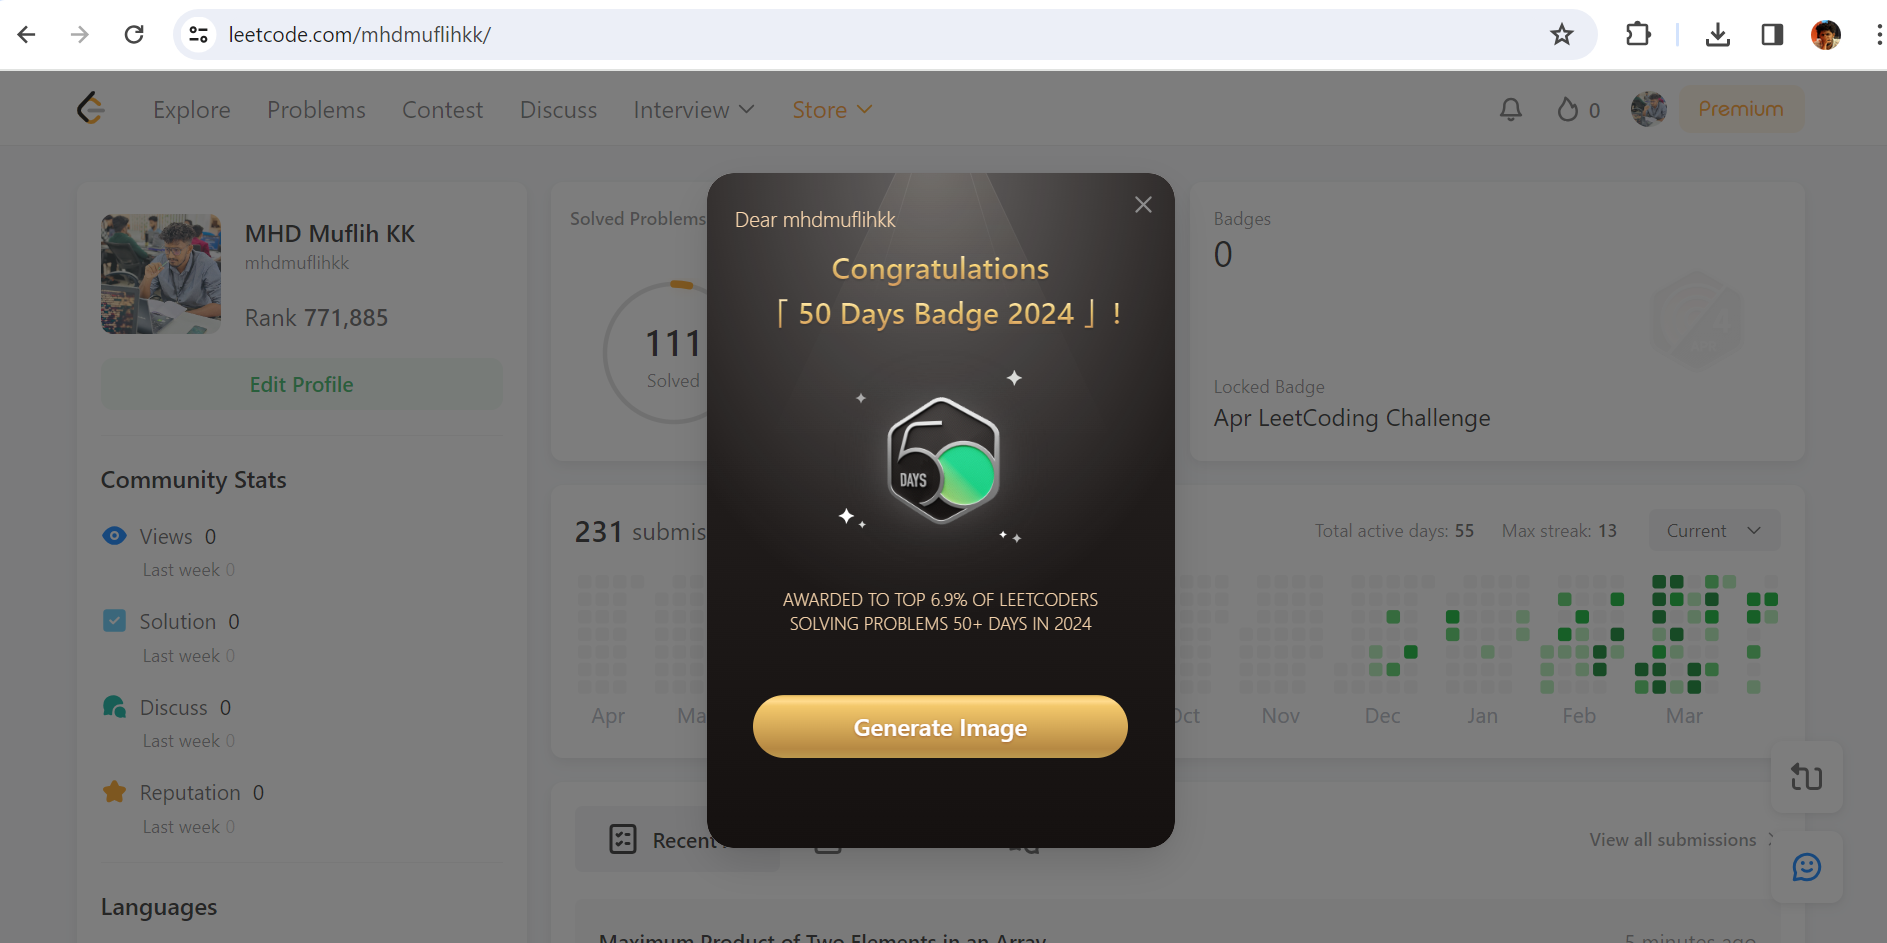 leetcode.com/mhdmuflihkk/
Explore Problems Contest Discuss Interview Store 0 Premium
MHD Muflih KK
mhdmuflihkk
Rank 771,885
Edit Profile
Community Stats
Views 0
Last week 0
Solution 0
Last week 0
Discuss 0
Last week 0
Reputation 0
Last week 0
Languages
Solved Problems
111
Solved
Dear mhdmuflihkk
Congratulations
「 50 Days Badge 2024 」 !
50
DAYS
AWARDED TO TOP 6.9% OF LEETCODERS
SOLVING PROBLEMS 50+ DAYS IN 2024
Generate Image
Badges
0
Locked Badge
Apr LeetCoding Challenge
231 submis
Total active days: 55 Max streak: 13 Current
Apr Ma Oct Nov Dec Jan Feb Mar
Recent
View all submissions
Maximum Product of Two Elements in an Array
5 minutes ago